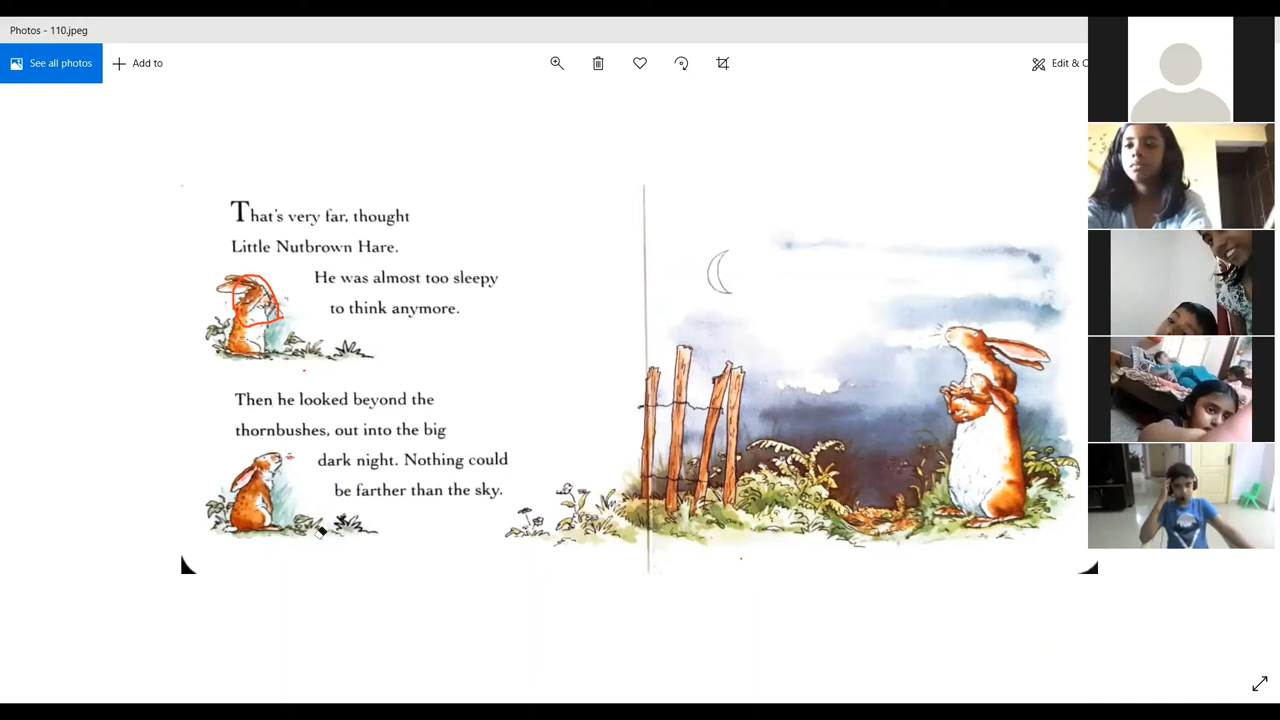 Photos - 110.jpeg
See all photos
Add to
Edit & C
That's very far, thought
Little Nutbrown Hare.
He was almost too sleepy
to think anymore.
Then he looked beyond the
thornbushes, out into the big
dark night. Nothing could
be farther than the sky.